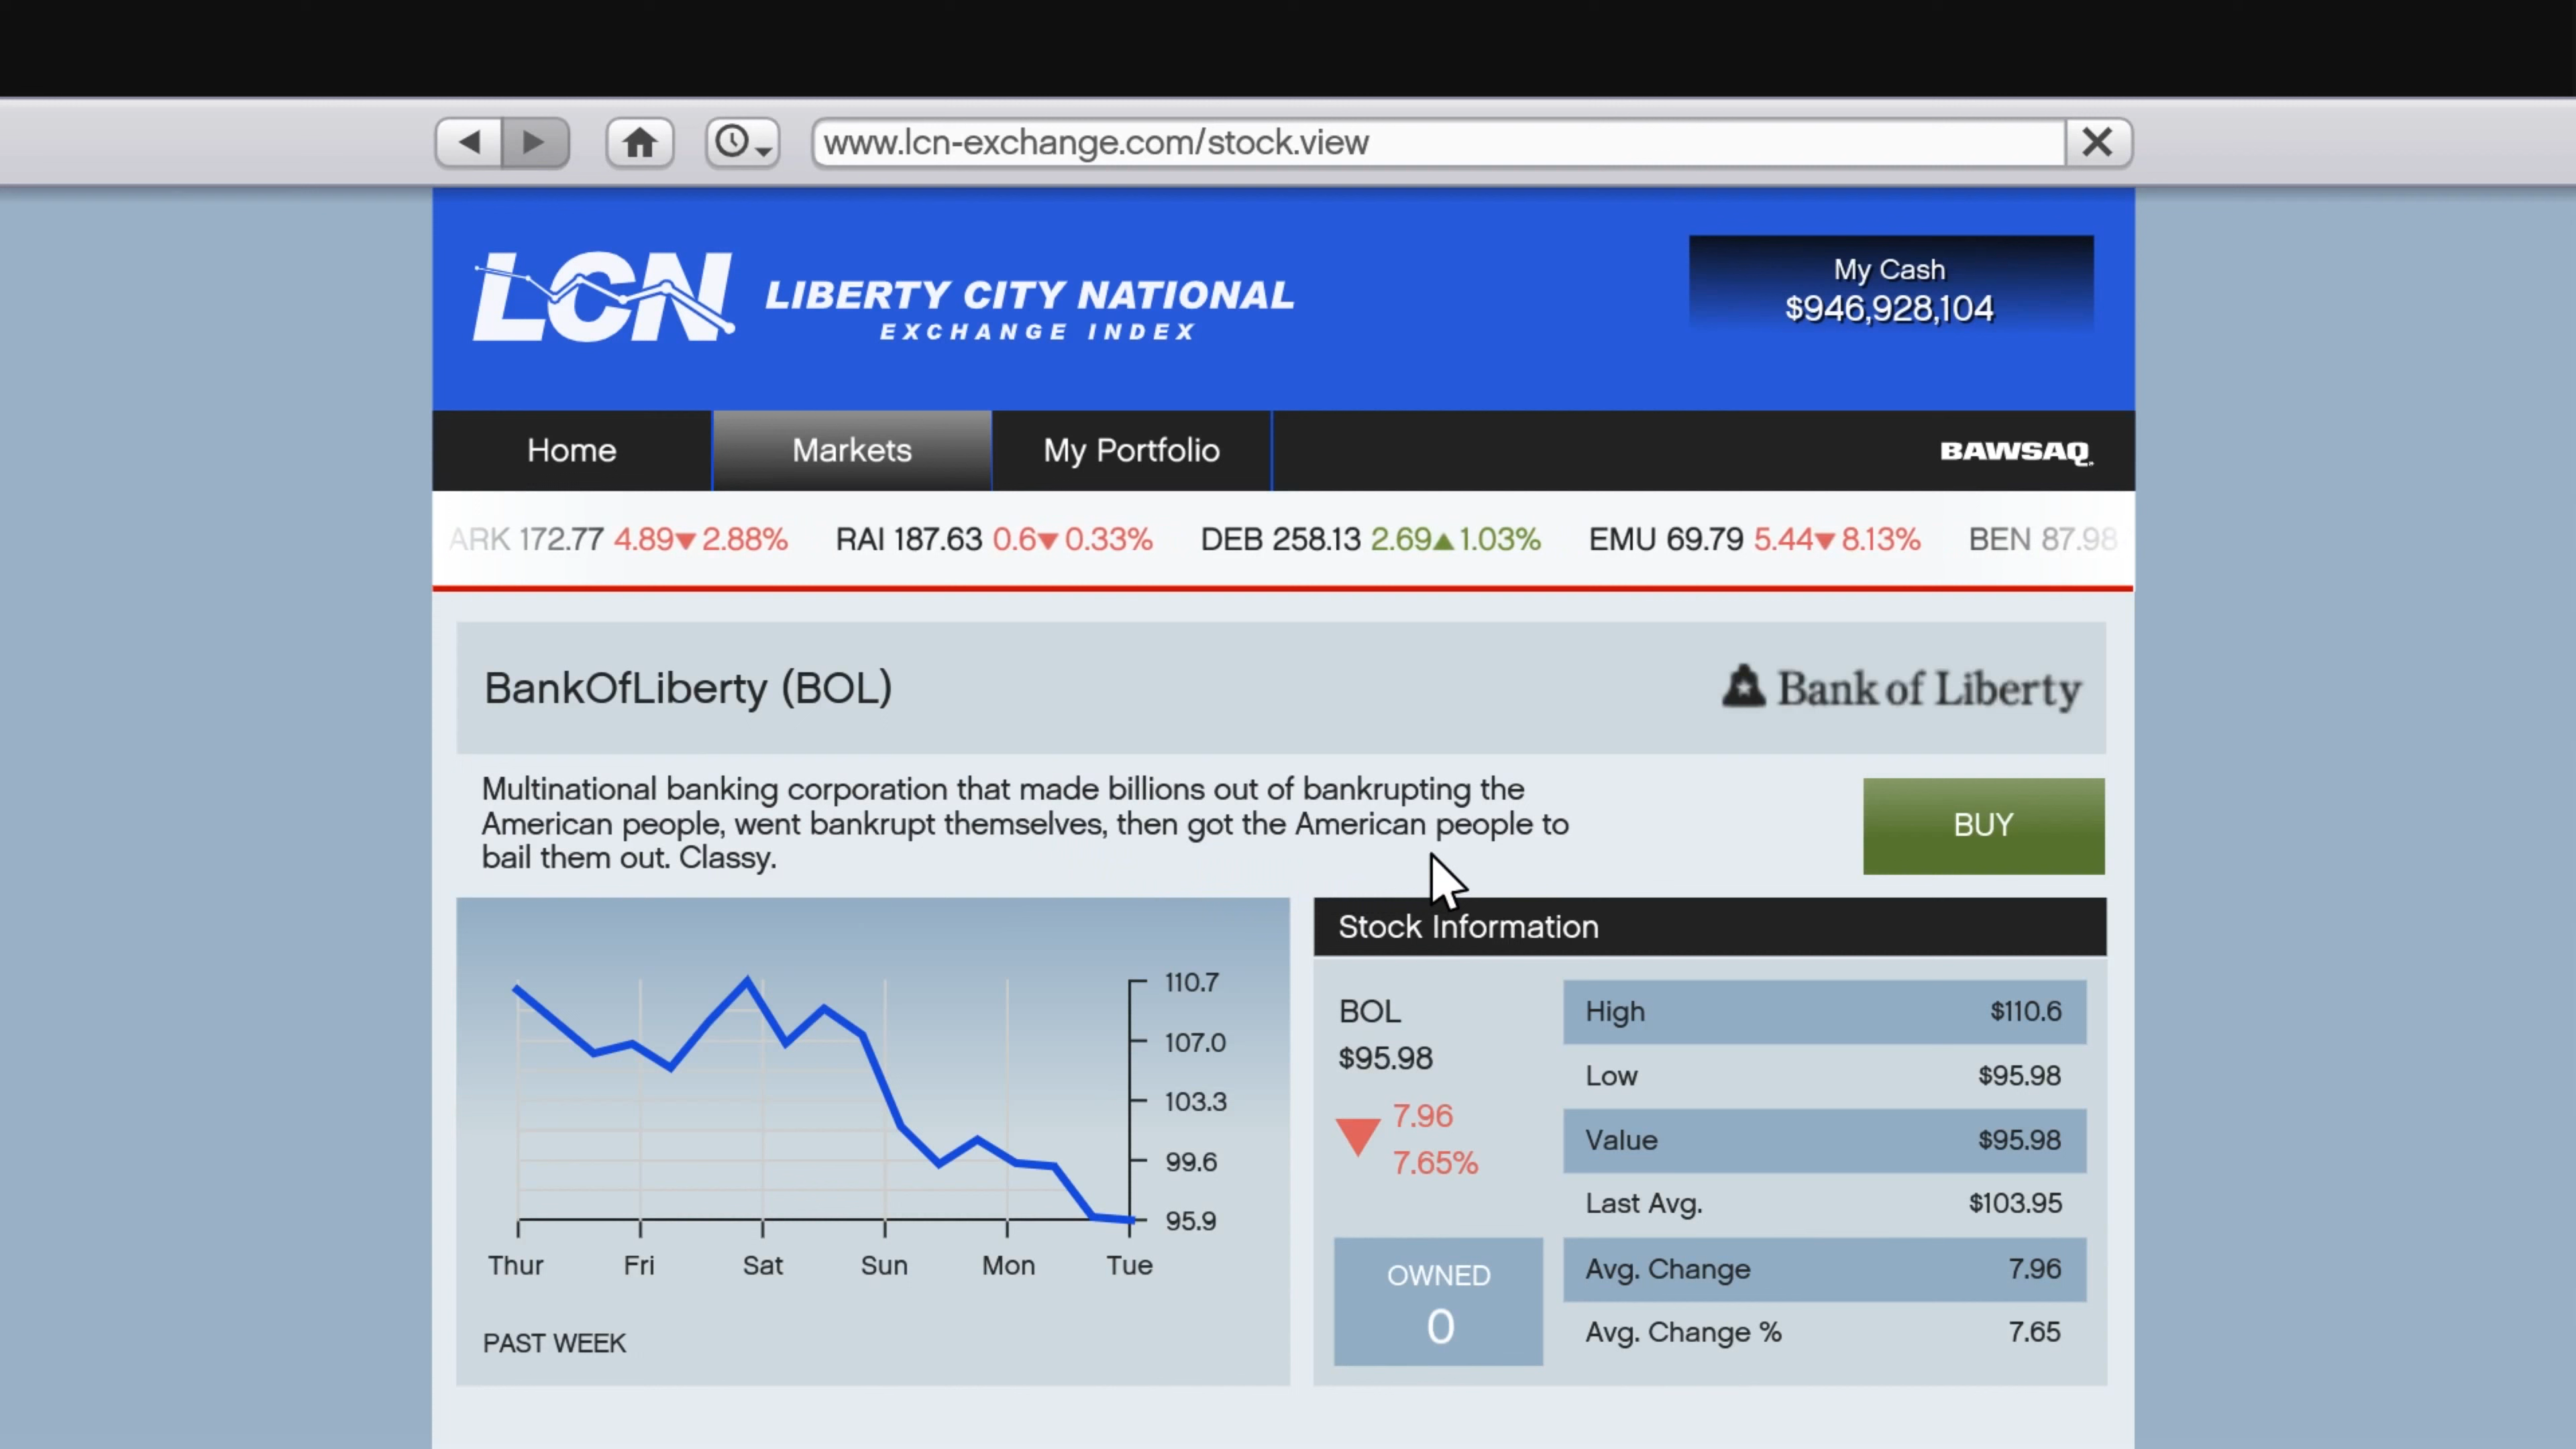 www.lcn-exchange.com/stock.view
LCN LIBERTY CITY NATIONAL
EXCHANGE INDEX
My Cash
$946,928,104
Home Markets My Portfolio BAWSAQ.
ARK 172.77 4.89▼2.88% RAI 187.63 0.6▼0.33% DEB 258.13 2.69▲1.03% EMU 69.79 5.44▼8.13% BEN 87.98
BankOfLiberty (BOL) Bank of Liberty
Multinational banking corporation that made billions out of bankrupting the
American people, went bankrupt themselves, then got the American people to
bail them out. Classy.
BUY
110.7
107.0
103.3
99.6
95.9
Thur Fri Sat Sun Mon Tue
PAST WEEK
Stock Information
BOL
$95.98
▼ 7.96
7.65%
OWNED
0
High $110.6
Low $95.98
Value $95.98
Last Avg. $103.95
Avg. Change 7.96
Avg. Change % 7.65